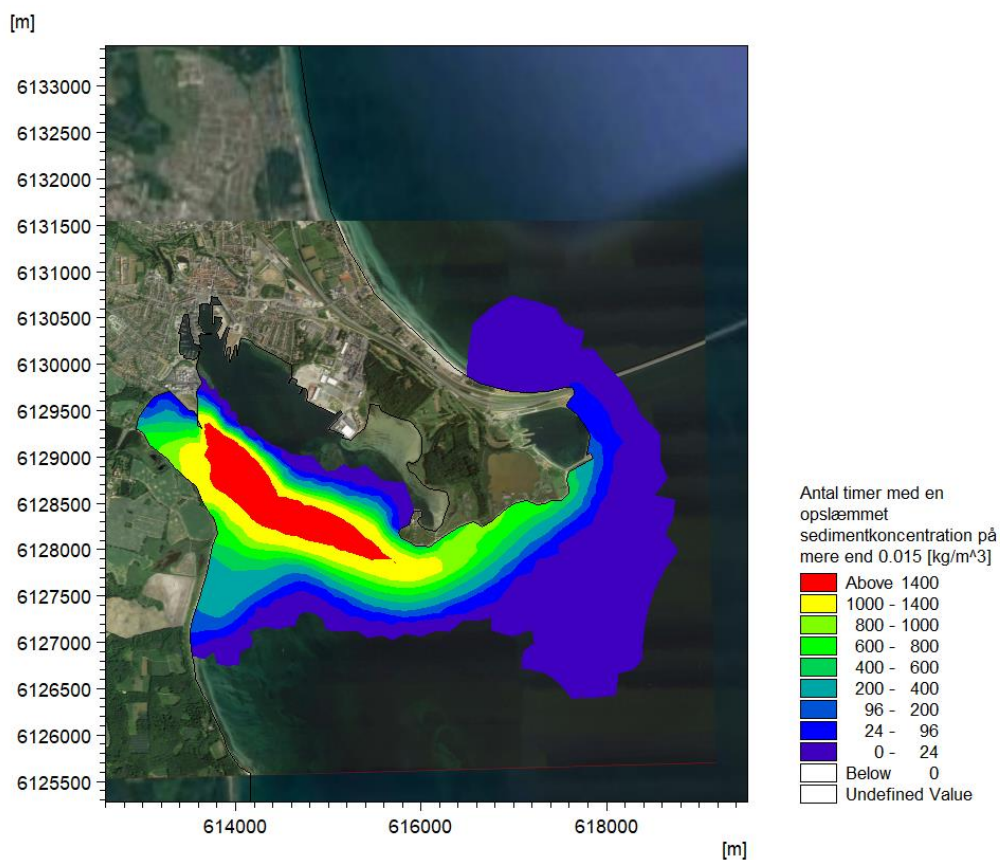 [m]
6133000
6132500
6132000
6131500
6131000
6130500
6130000
6129500
6129000
6128500
6128000
6127500
6127000
6126500
6126000
6125500
614000 616000 618000
[m]
Antal timer med en
opslæmmet
sedimentkoncentration på
mere end 0.015 [kg/m^3]
Above 1400
1000 - 1400
800 - 1000
600 - 800
400 - 600
200 - 400
96 - 200
24 - 96
0 - 24
Below 0
Undefined Value